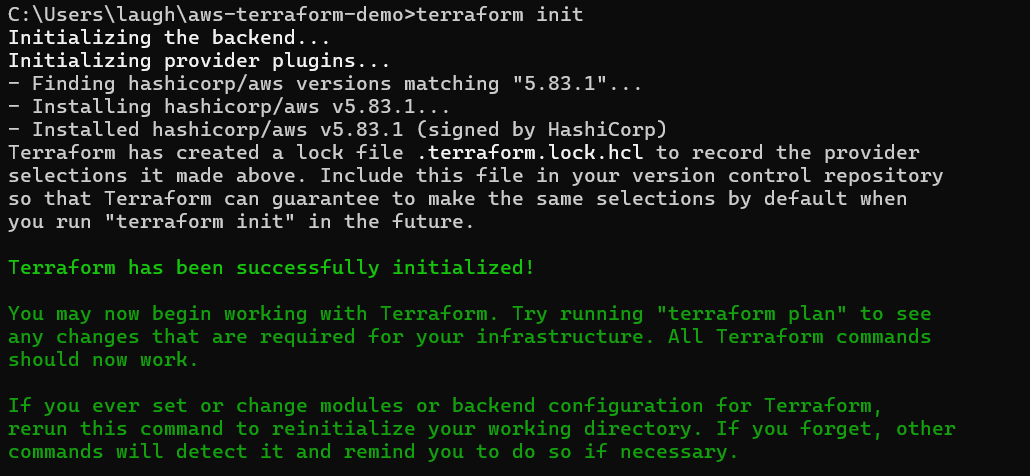 C:\Users\laugh\aws-terraform-demo>terraform init
Initializing the backend...
Initializing provider plugins...
- Finding hashicorp/aws versions matching "5.83.1"...
- Installing hashicorp/aws v5.83.1...
- Installed hashicorp/aws v5.83.1 (signed by HashiCorp)
Terraform has created a lock file .terraform.lock.hcl to record the provider
selections it made above. Include this file in your version control repository
so that Terraform can guarantee to make the same selections by default when
you run "terraform init" in the future.
Terraform has been successfully initialized!
You may now begin working with Terraform. Try running "terraform plan" to see
any changes that are required for your infrastructure. All Terraform commands
should now work.
If you ever set or change modules or backend configuration for Terraform,
rerun this command to reinitialize your working directory. If you forget, other
commands will detect it and remind you to do so if necessary.